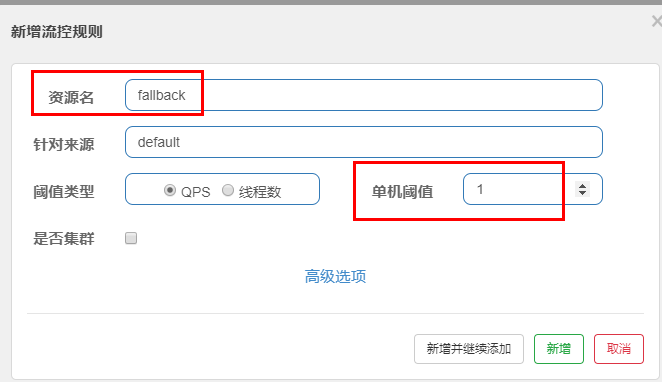 新增流控规则
资源名 fallback
针对来源 default
阈值类型 QPS 线程数 单机阈值 1
是否集群
高级选项
新增并继续添加 新增 取消